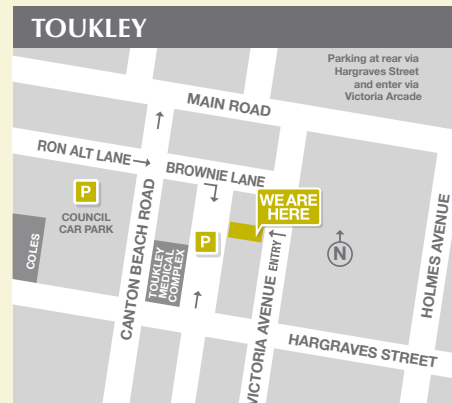 TOUKLEY
Parking at rear via
Hargraves Street
and enter via
Victoria Arcade
MAIN ROAD
RON ALT LANE
BROWNIE LANE
P
COUNCIL
CAR PARK
WE ARE
HERE
P
COLES
TOUKLEY
MEDICAL
COMPLEX
CANTON BEACH ROAD
ENTRY
N
VICTORIA AVENUE
HOLMES AVENUE
HARGRAVES STREET